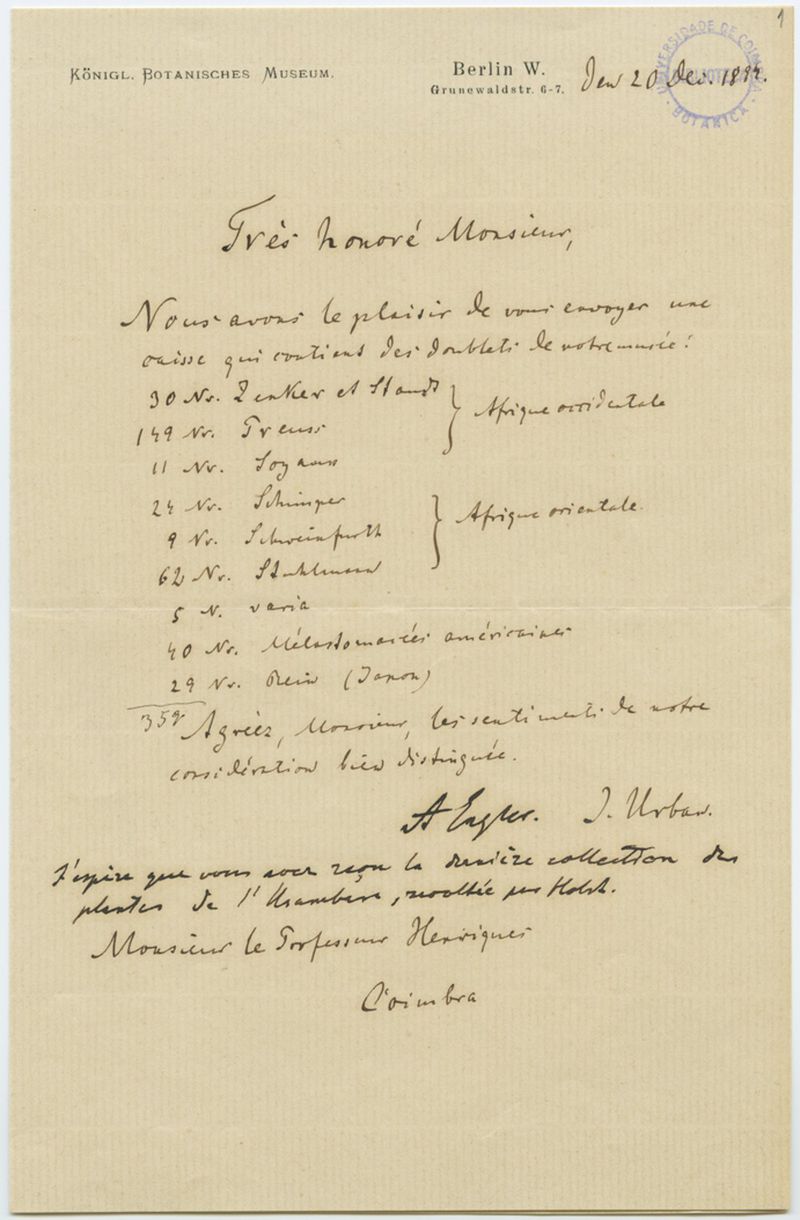 1
KÖNIGL. BOTANISCHES MUSEUM.
Berlin W.
Grunewaldstr. 6-7.
Den 20 Dec. 189
UNIVERSIDADE DE COIMBRA
BOTANICA
Très honoré Monsieur,
Nous avons le plaisir de vous envoyer une
caisse qui contient des doublets de notre musée:
30 Nr. Zenker et Staudt
149 Nr. Preuss
11 Nr. Soyaux
} Afrique occidentale
24 Nr. Schimper
9 Nr. Schweinfurth
62 Nr. Stuhlmann
} Afrique orientale.
5 N. varia
40 Nr. Mélastomacées américaines
29 Nr. Rein (Japon)
359
Agréez, Monsieur, les sentiments de notre
considération bien distinguée.
A Engler. I. Urban.
J'espère que vous avez reçu la dernière collection des
plantes de l'Usambara, récoltée par Holst.
Monsieur le Professeur Henriques
Coimbra